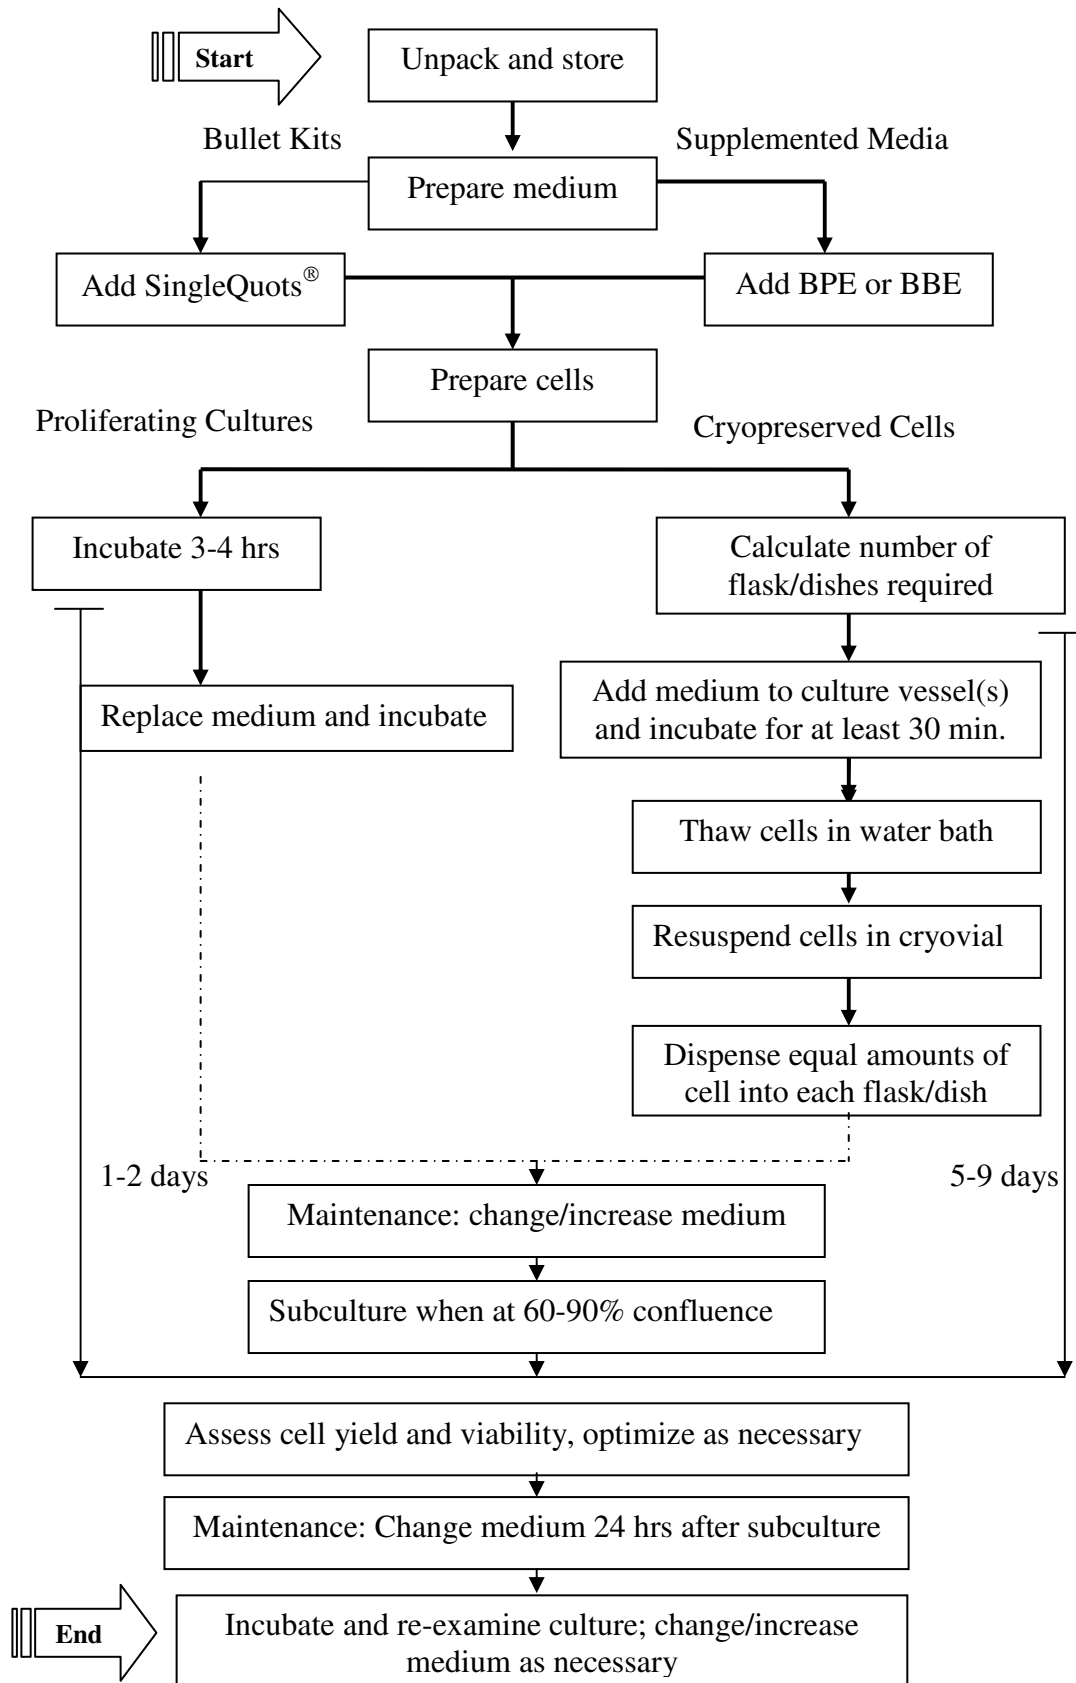 Start
Unpack and store
Bullet Kits
Supplemented Media
Prepare medium
Add SingleQuots®
Add BPE or BBE
Prepare cells
Proliferating Cultures
Cryopreserved Cells
Incubate 3-4 hrs
Calculate number of
flask/dishes required
Replace medium and incubate
Add medium to culture vessel(s)
and incubate for at least 30 min.
Thaw cells in water bath
Resuspend cells in cryovial
Dispense equal amounts of
cell into each flask/dish
1-2 days
5-9 days
Maintenance: change/increase medium
Subculture when at 60-90% confluence
Assess cell yield and viability, optimize as necessary
Maintenance: Change medium 24 hrs after subculture
End
Incubate and re-examine culture; change/increase
medium as necessary